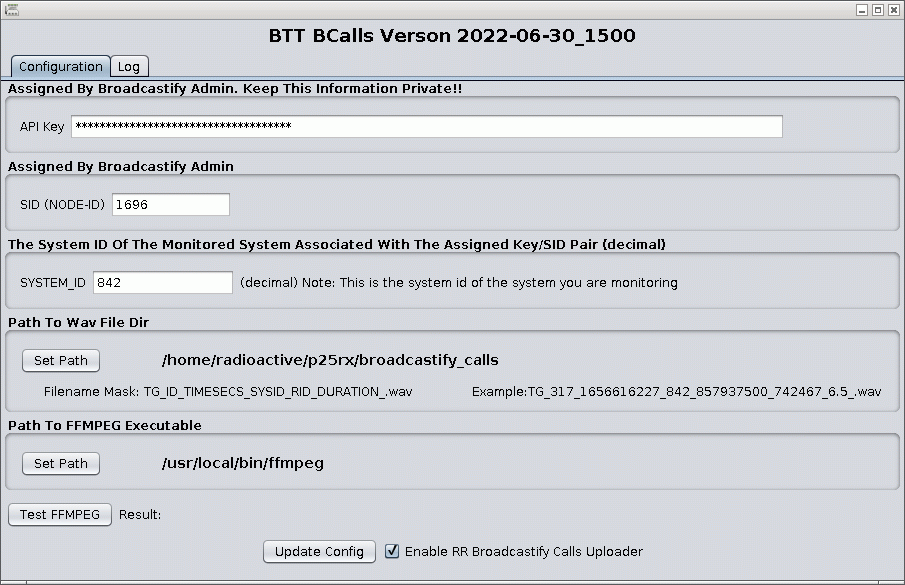 BTT BCalls Verson 2022-06-30_1500
Configuration Log
Assigned By Broadcastify Admin. Keep This Information Private!!
API Key ************************************
Assigned By Broadcastify Admin
SID (NODE-ID) 1696
The System ID Of The Monitored System Associated With The Assigned Key/SID Pair (decimal)
SYSTEM_ID 842 (decimal) Note: This is the system id of the system you are monitoring
Path To Wav File Dir
Set Path /home/radioactive/p25rx/broadcastify_calls
Filename Mask: TG_ID_TIMESECS_SYSID_RID_DURATION_.wav Example:TG_317_1656616227_842_857937500_742467_6.5_.wav
Path To FFMPEG Executable
Set Path /usr/local/bin/ffmpeg
Test FFMPEG Result:
Update Config Enable RR Broadcastify Calls Uploader